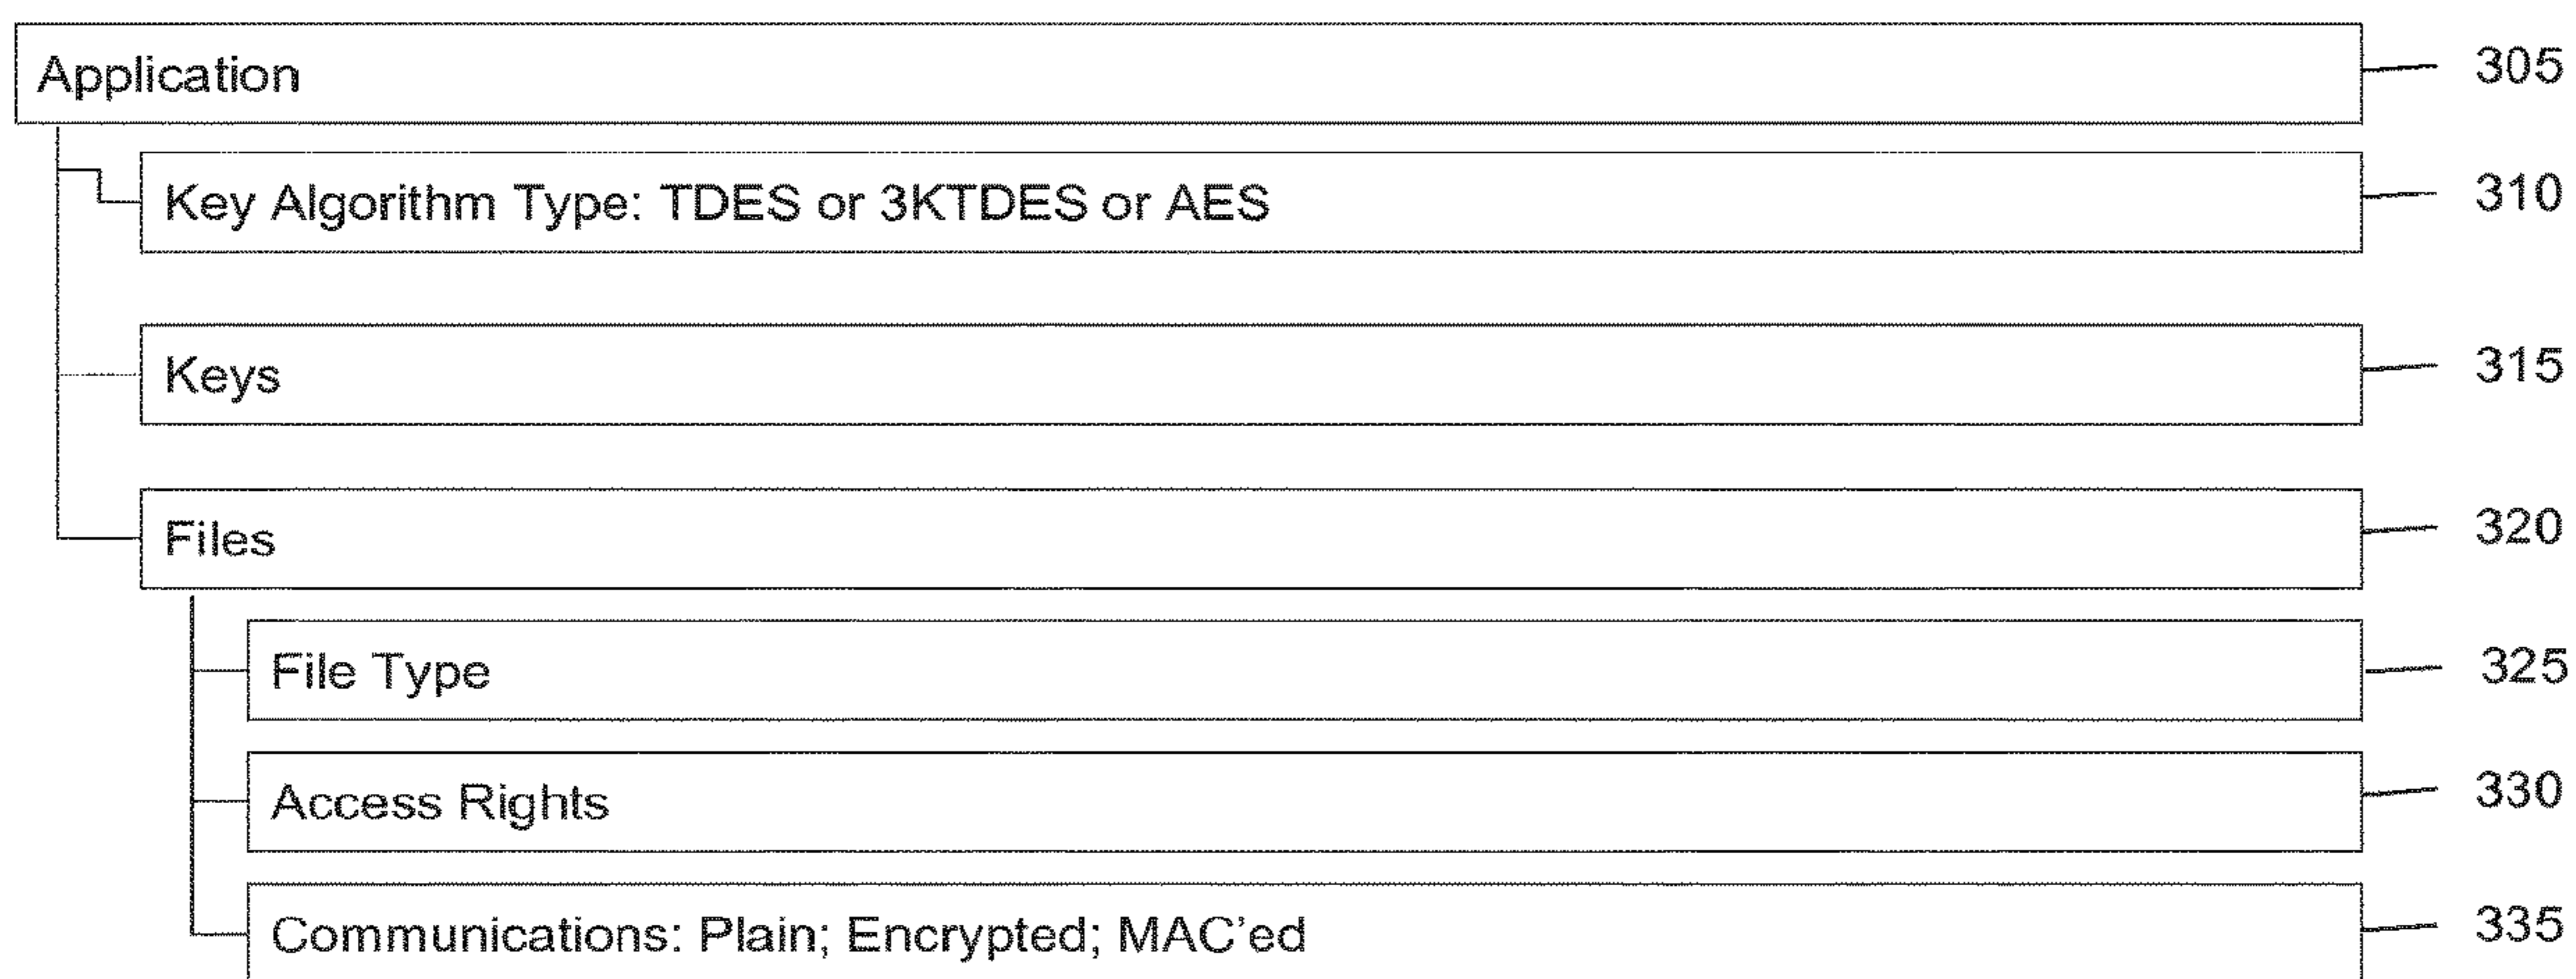 Application 305
Key Algorithm Type: TDES or 3KTDES or AES 310
Keys 315
Files 320
File Type 325
Access Rights 330
Communications: Plain; Encrypted; MAC'ed 335